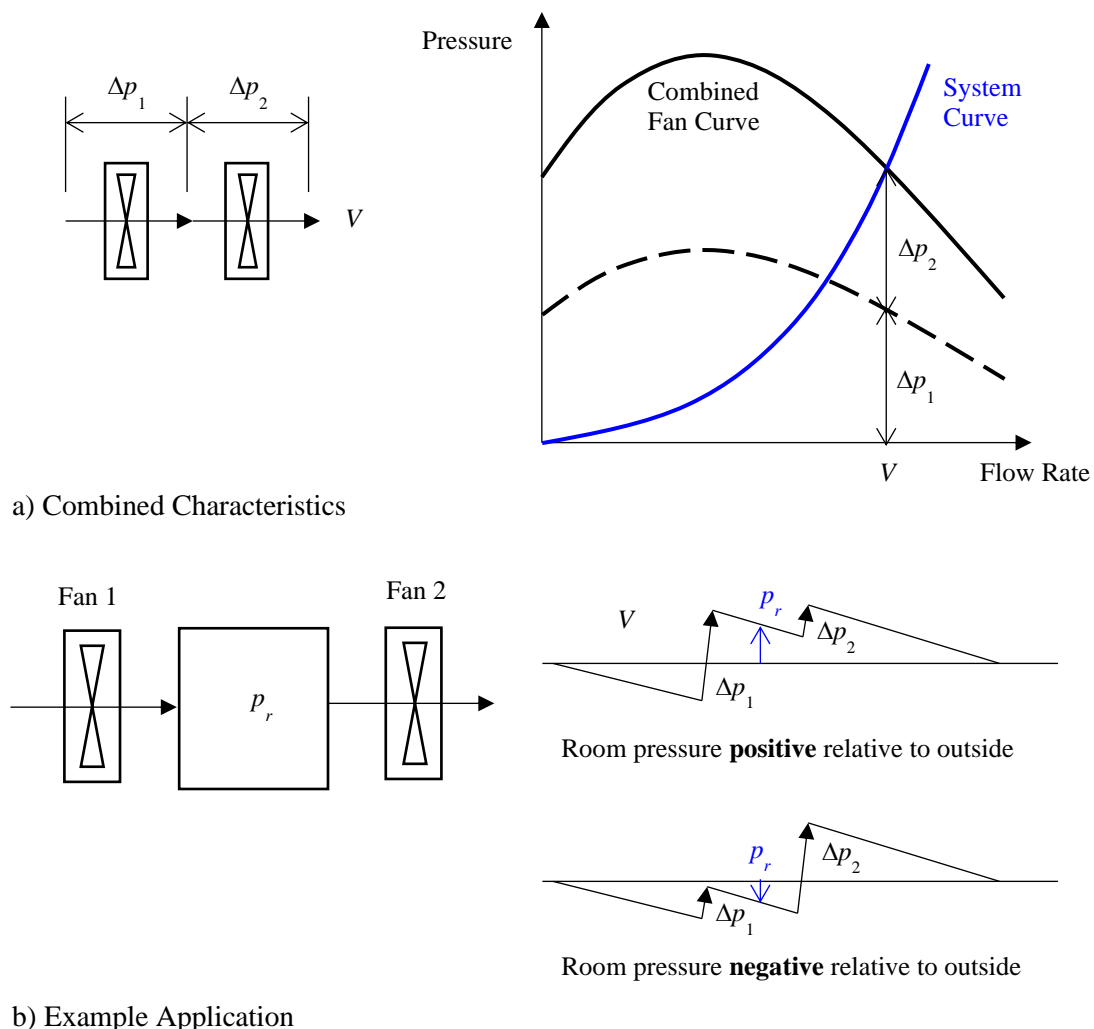 Pressure
Δp1
Δp2
V
Combined
Fan Curve
System
Curve
Δp2
Δp1
V
Flow Rate
a) Combined Characteristics
Fan 1
Fan 2
pr
V
pr
Δp2
Δp1
Room pressure positive relative to outside
pr
Δp2
Δp1
Room pressure negative relative to outside
b) Example Application